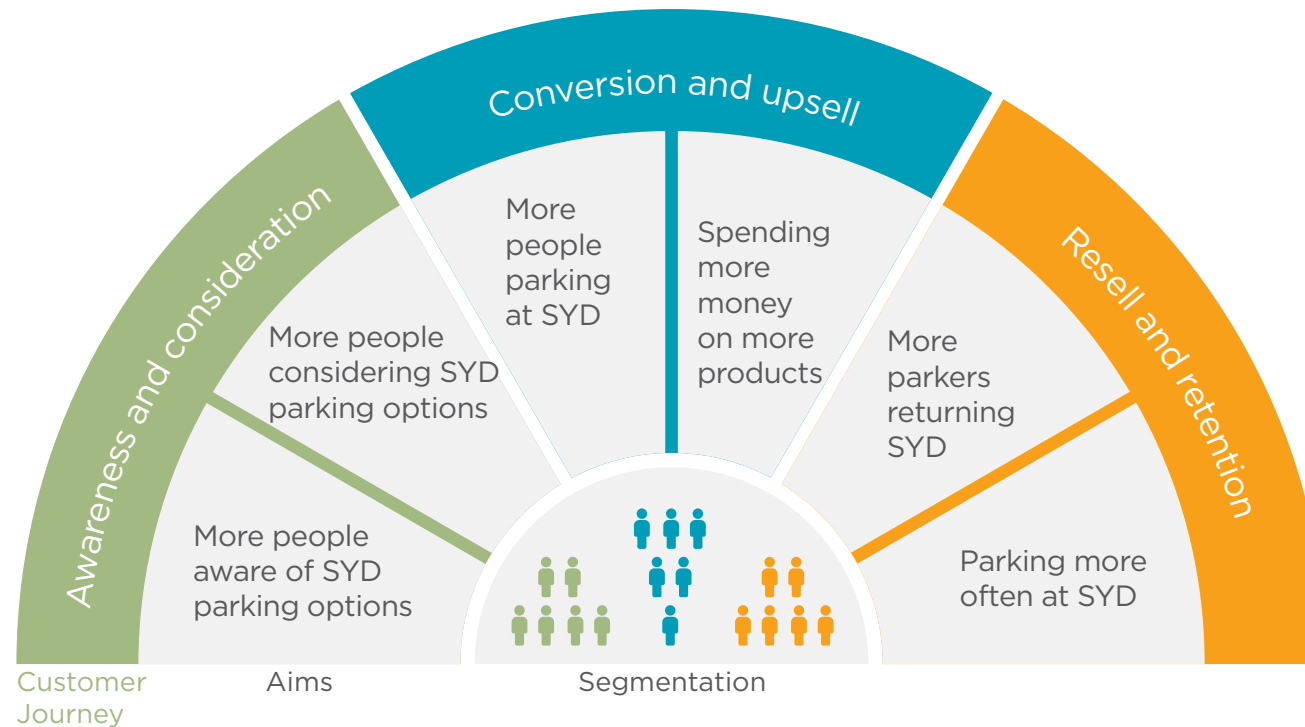 Awareness and consideration
Conversion and upsell
Resell and retention
More people
aware of SYD
parking options
More people
considering SYD
parking options
More
people
parking
at SYD
Spending
more
money
on more
products
More
parkers
returning
SYD
Parking more
often at SYD
Customer
Journey
Aims
Segmentation